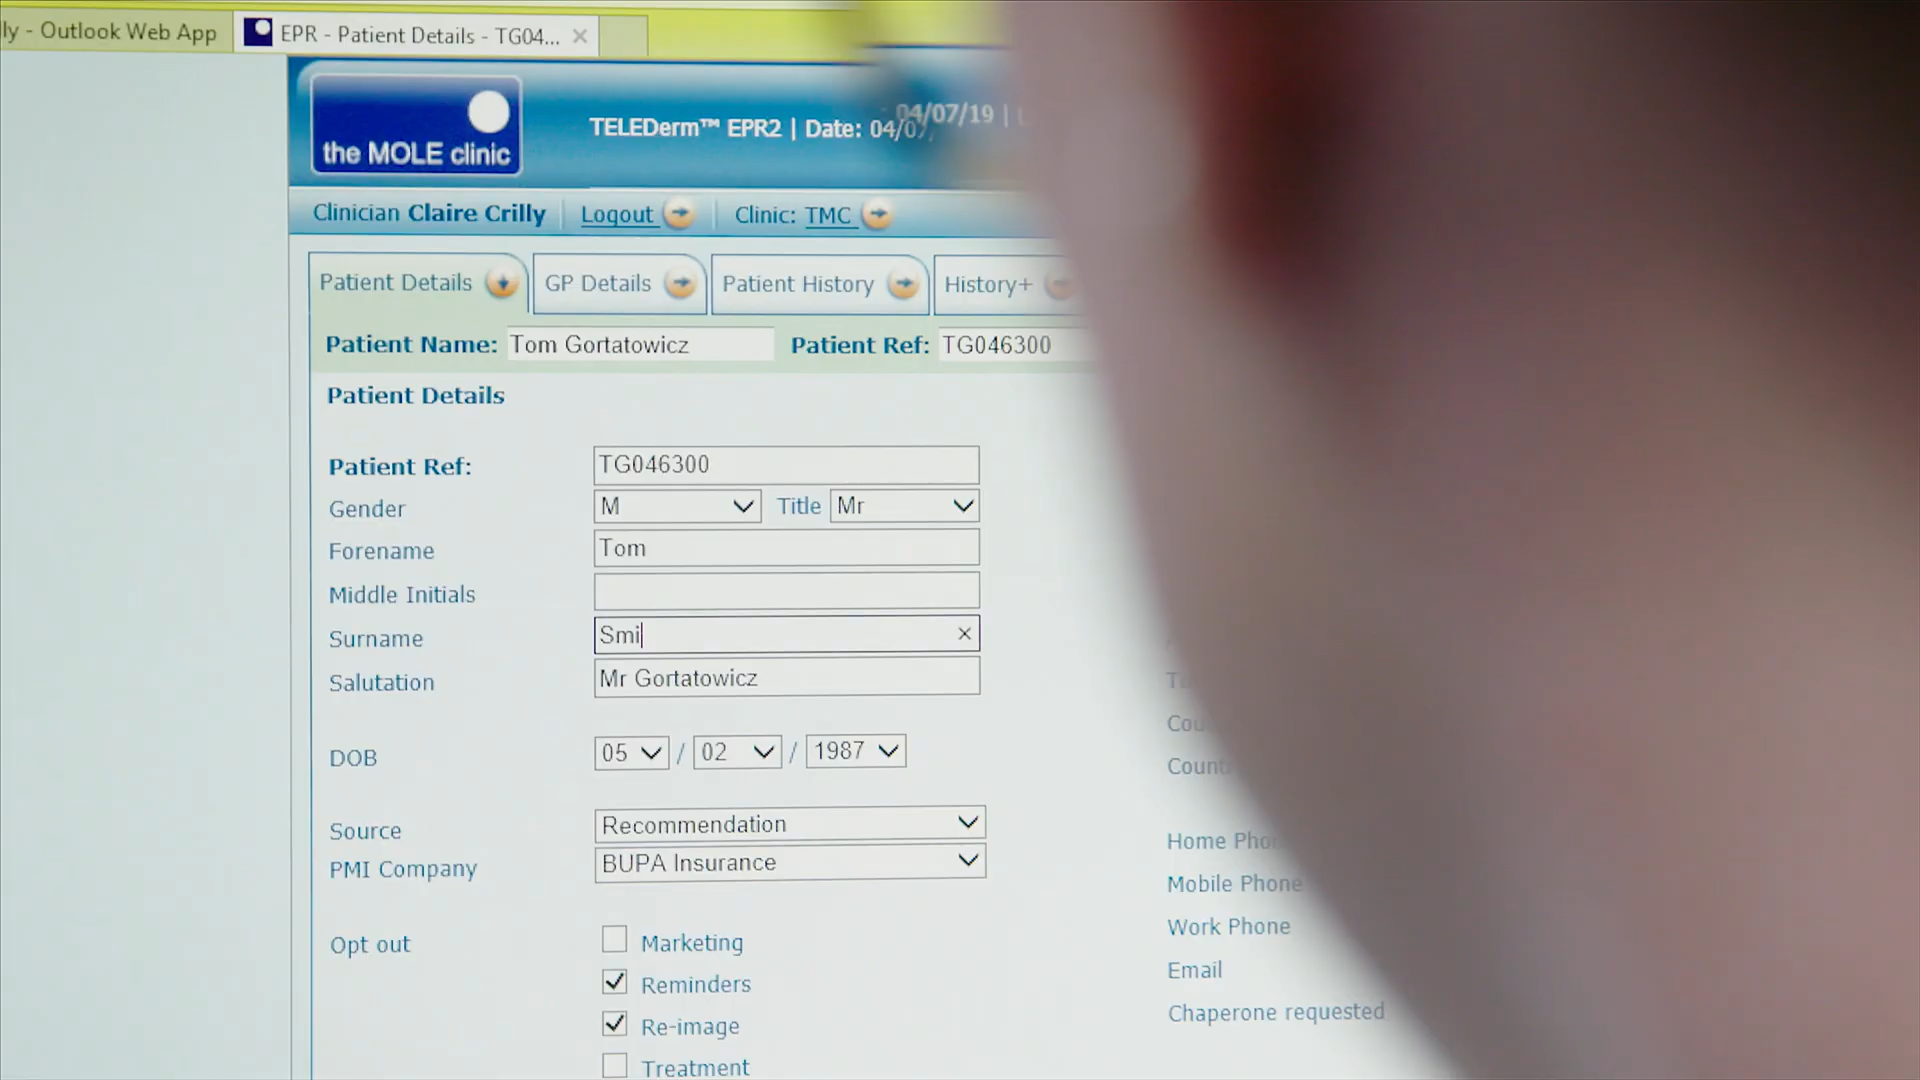 lly - Outlook Web App
EPR - Patient Details - TG04...
the MOLE clinic
TELEDerm™ EPR2 | Date: 04/07/
04/07/19 |
Clinician Claire Crilly
Logout
Clinic: TMC
Patient Details
GP Details
Patient History
History+
Patient Name: Tom Gortatowicz
Patient Ref: TG046300
Patient Details
Patient Ref: TG046300
Gender M Title Mr
Forename Tom
Middle Initials
Surname Smi
Salutation Mr Gortatowicz
DOB 05 / 02 / 1987
Source Recommendation
PMI Company BUPA Insurance
Opt out Marketing
Reminders
Re-image
Treatment
Home Pho
Mobile Phone
Work Phone
Email
Chaperone requested